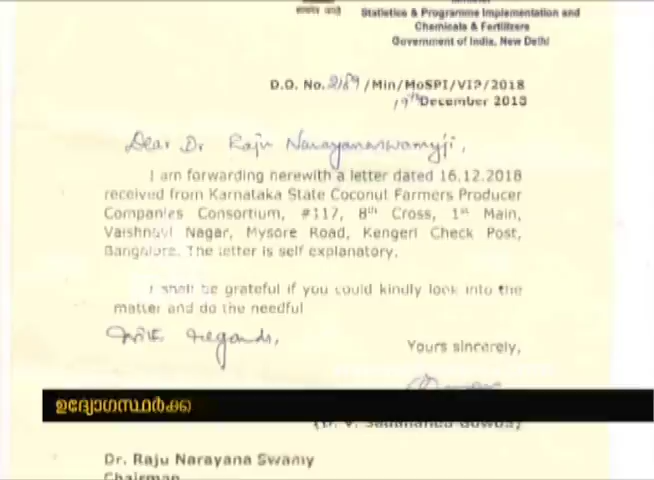 Statistics & Programme Implementation and
Chemicals & Fertilizers
Government of India, New Delhi
D.O. No. 2189/Min/MoSPI/VIP/2018
19th December 2018
Dear Dr Raju Narayanaswamyji,
I am forwarding herewith a letter dated 16.12.2018
received from Karnataka State Coconut Farmers Producer
Companies Consortium, #117, 8th Cross, 1st Main,
Vaishnavi Nagar, Mysore Road, Kengeri Check Post,
Bangalore. The letter is self explanatory.
I shall be grateful if you could kindly look into the
matter and do the needful
With regards,
Yours sincerely,
ഉദ്യോഗസ്ഥർക്കെ
(D. V. Sadananda Gowda)
Dr. Raju Narayana Swamy
Chairman